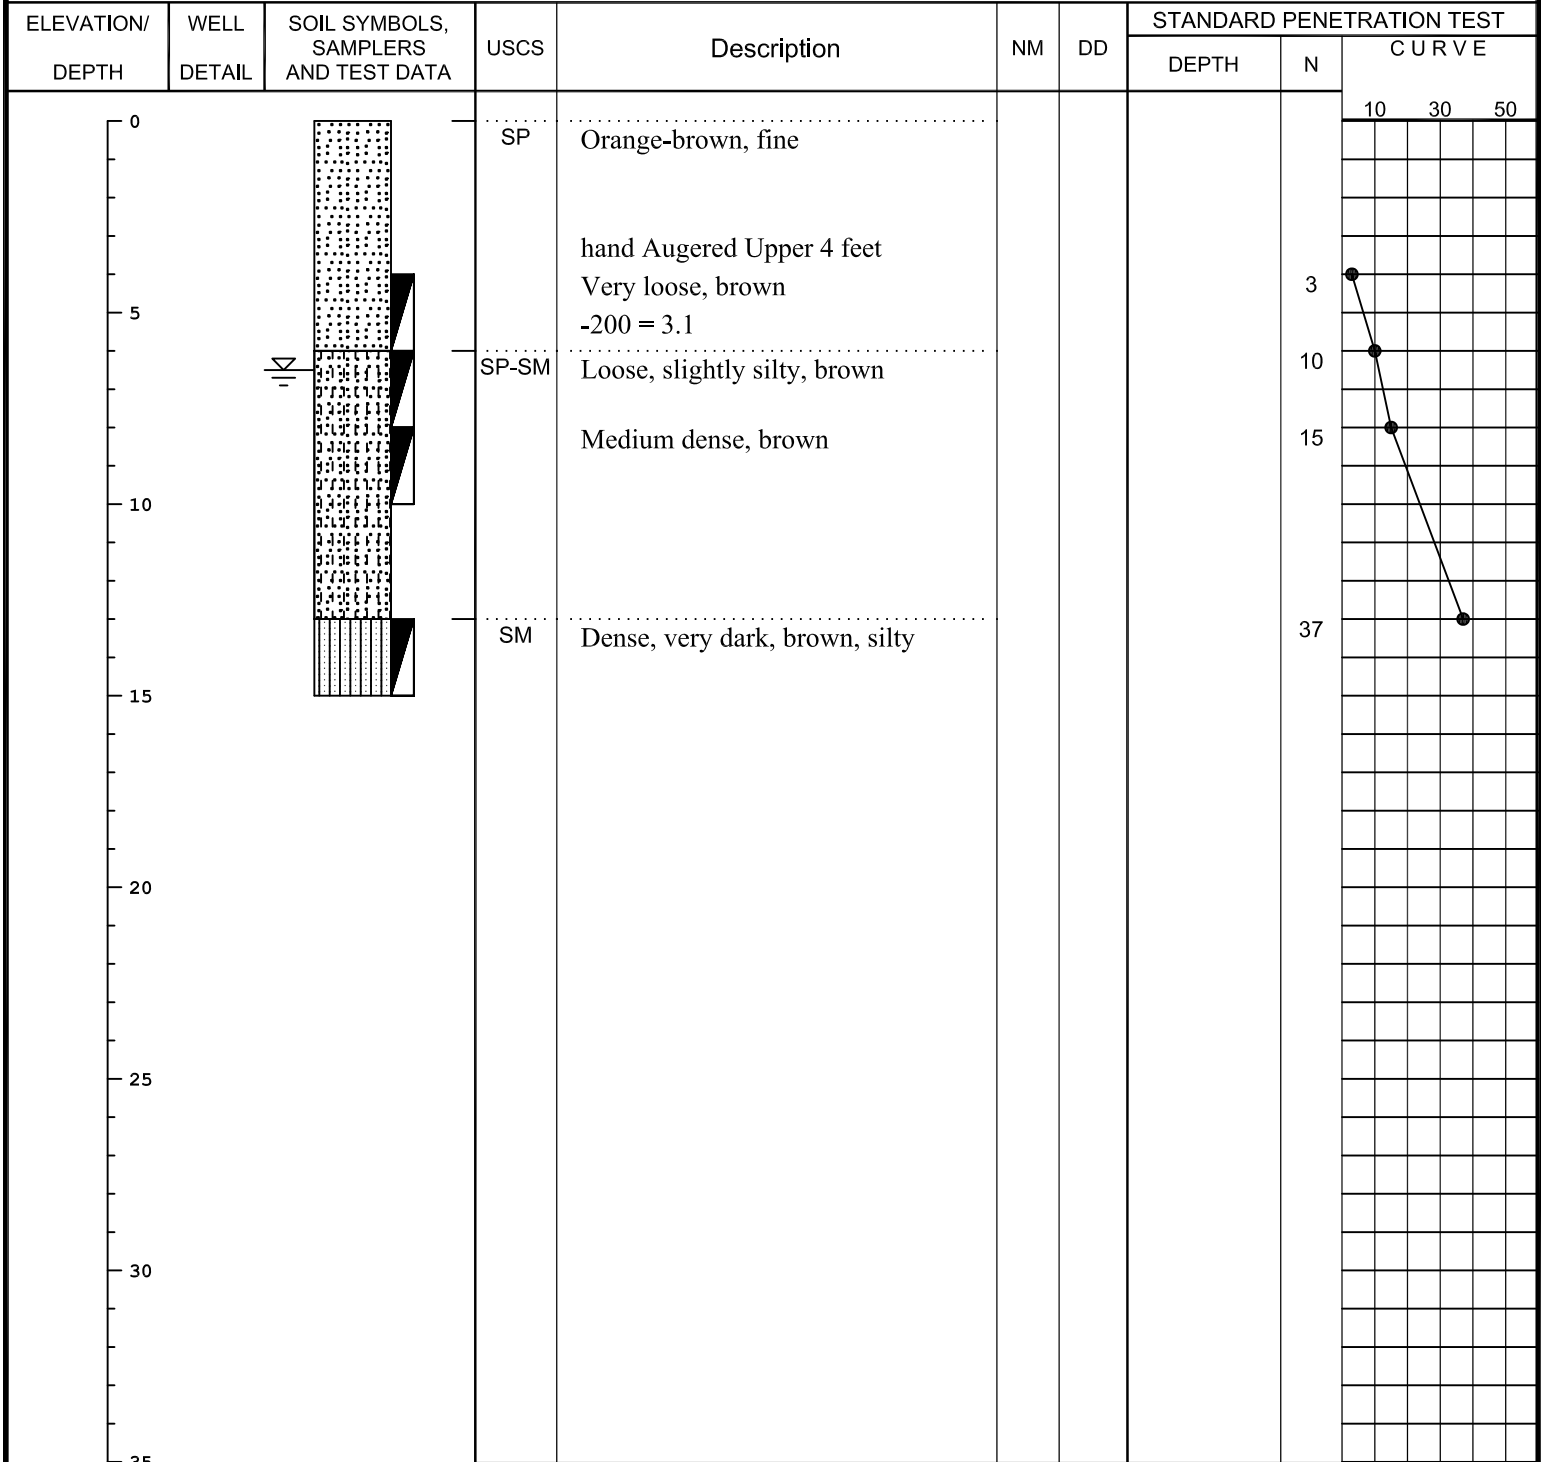 ELEVATION/
DEPTH
WELL
DETAIL
SOIL SYMBOLS,
SAMPLERS
AND TEST DATA
USCS
Description
NM
DD
STANDARD PENETRATION TEST
DEPTH
N
CURVE
10 30 50
0
SP
Orange-brown, fine
hand Augered Upper 4 feet
Very loose, brown
3
5
-200 = 3.1
SP-SM
Loose, slightly silty, brown
10
Medium dense, brown
15
10
SM
Dense, very dark, brown, silty
37
15
20
25
30
35